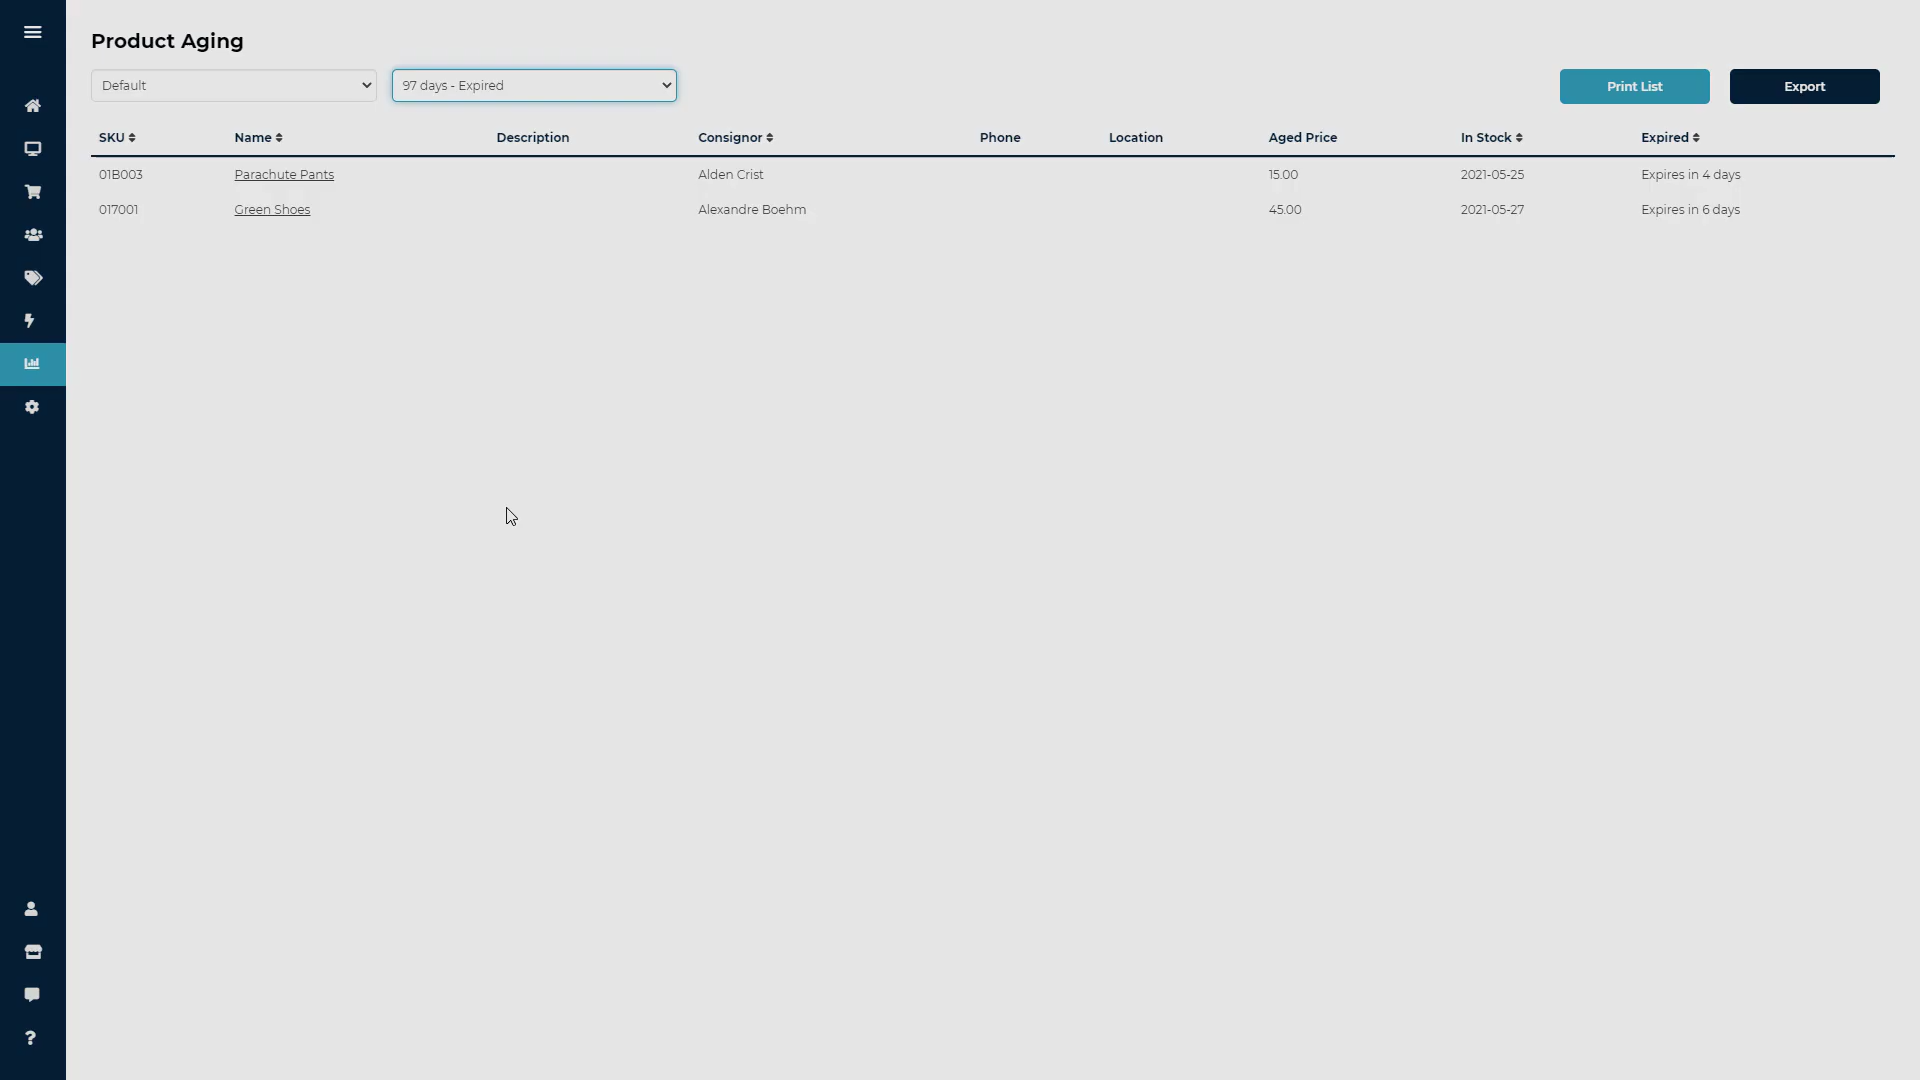 Product Aging
Default
97 days - Expired
Print List
Export
SKU Name Description Consignor Phone Location Aged Price In Stock Expired
01B003 Parachute Pants Alden Crist 15.00 2021-05-25 Expires in 4 days
017001 Green Shoes Alexandre Boehm 45.00 2021-05-27 Expires in 6 days